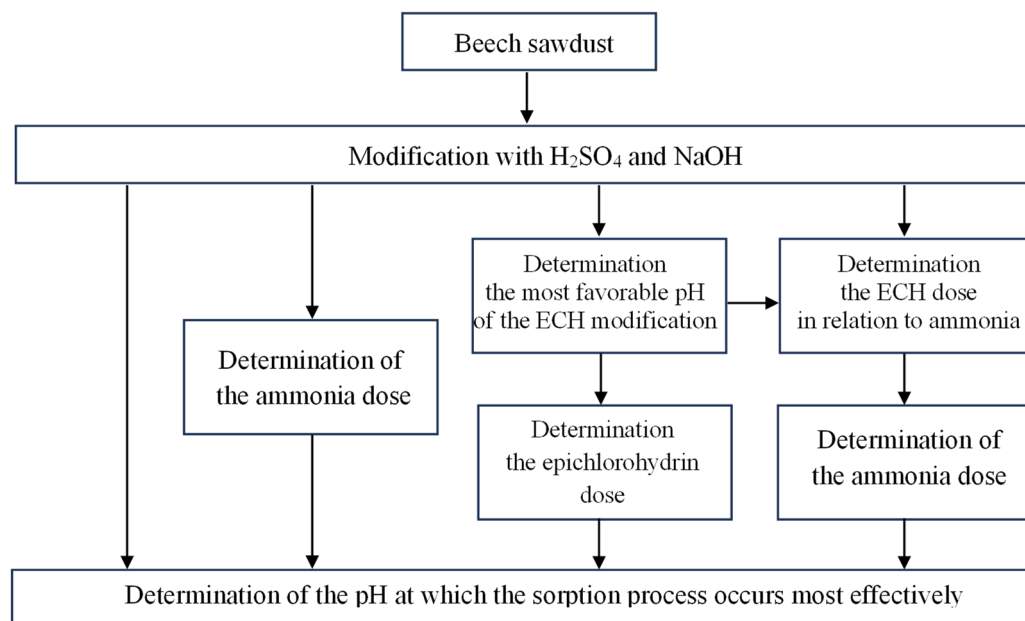 Beech sawdust
Modification with H₂SO₄ and NaOH
Determination
the most favorable pH
of the ECH modification
Determination
the ECH dose
in relation to ammonia
Determination of
the ammonia dose
Determination
the epichlorohydrin
dose
Determination of
the ammonia dose
Determination of the pH at which the sorption process occurs most effectively